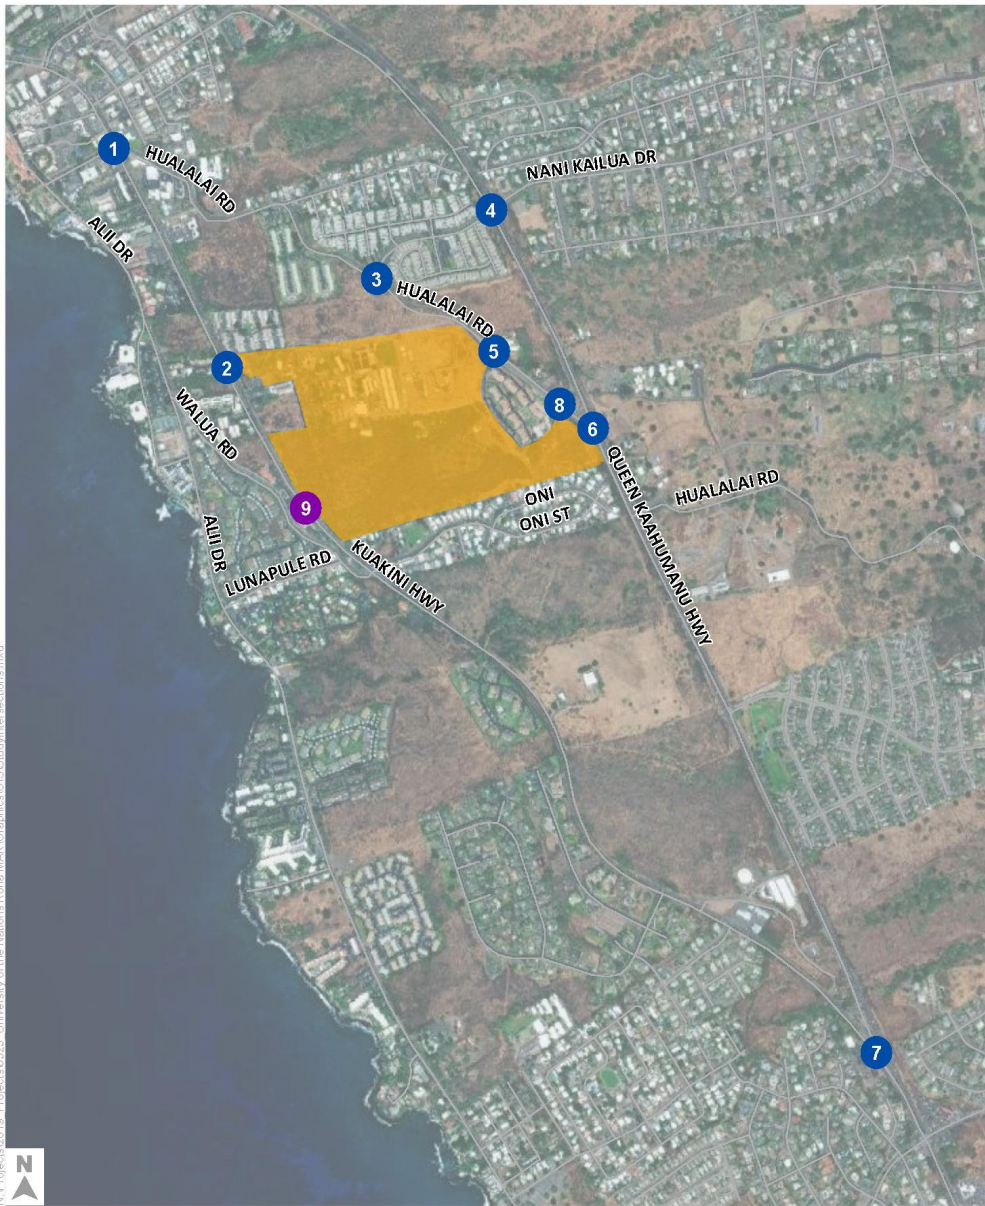 1
HUALALAI RD
NANI KAILUA DR
4
ALII DR
3
HUALALAI RD
5
2
WALUA RD
8
6
QUEEN KAAHUMANU HWY
HUALALAI RD
ONI
ONI ST
9
ALII DR
LUNAPULE RD
KUAKINI HWY
7
N